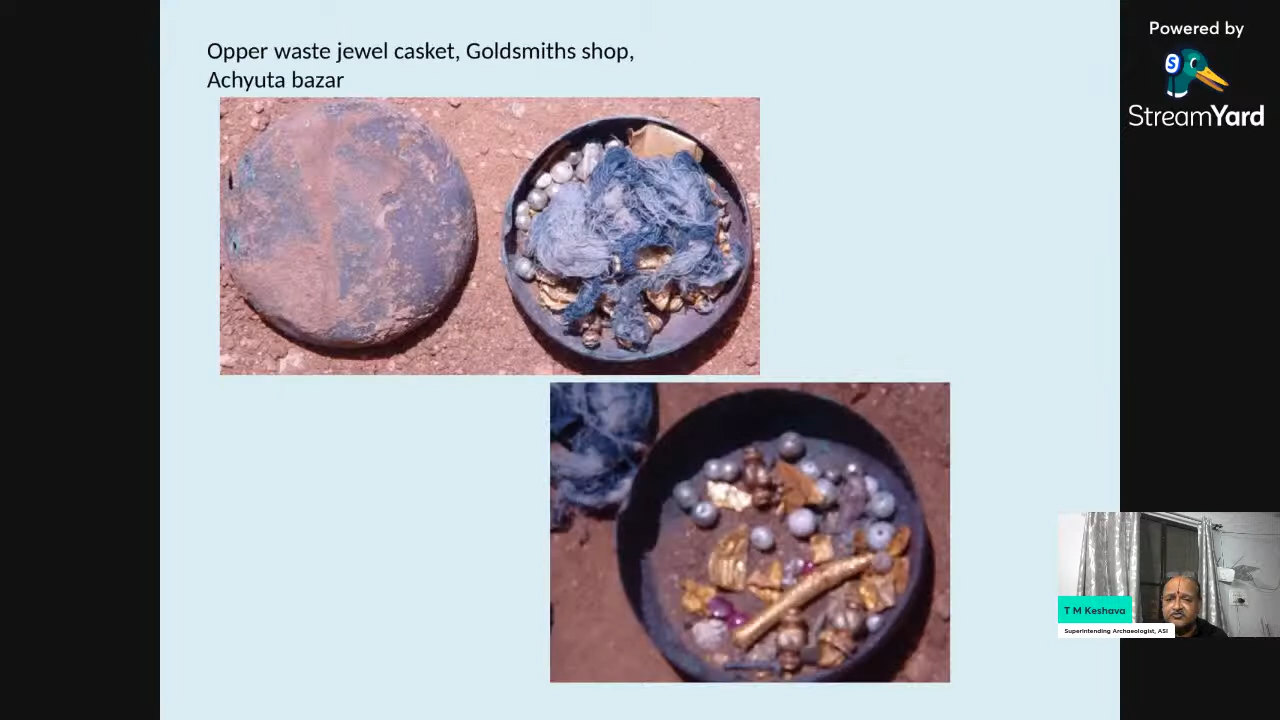 Opper waste jewel casket, Goldsmiths shop,
Achyuta bazar
Powered by
StreamYard
T M Keshava
Superintending Archaeologist, ASI